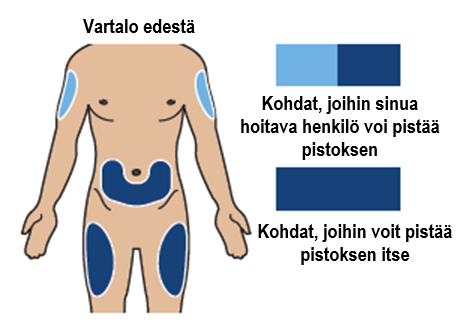 Vartalo edestä
Kohdat, joihin sinua
hoitava henkilö voi pistää
pistoksen
Kohdat, joihin voit pistää
pistoksen itse